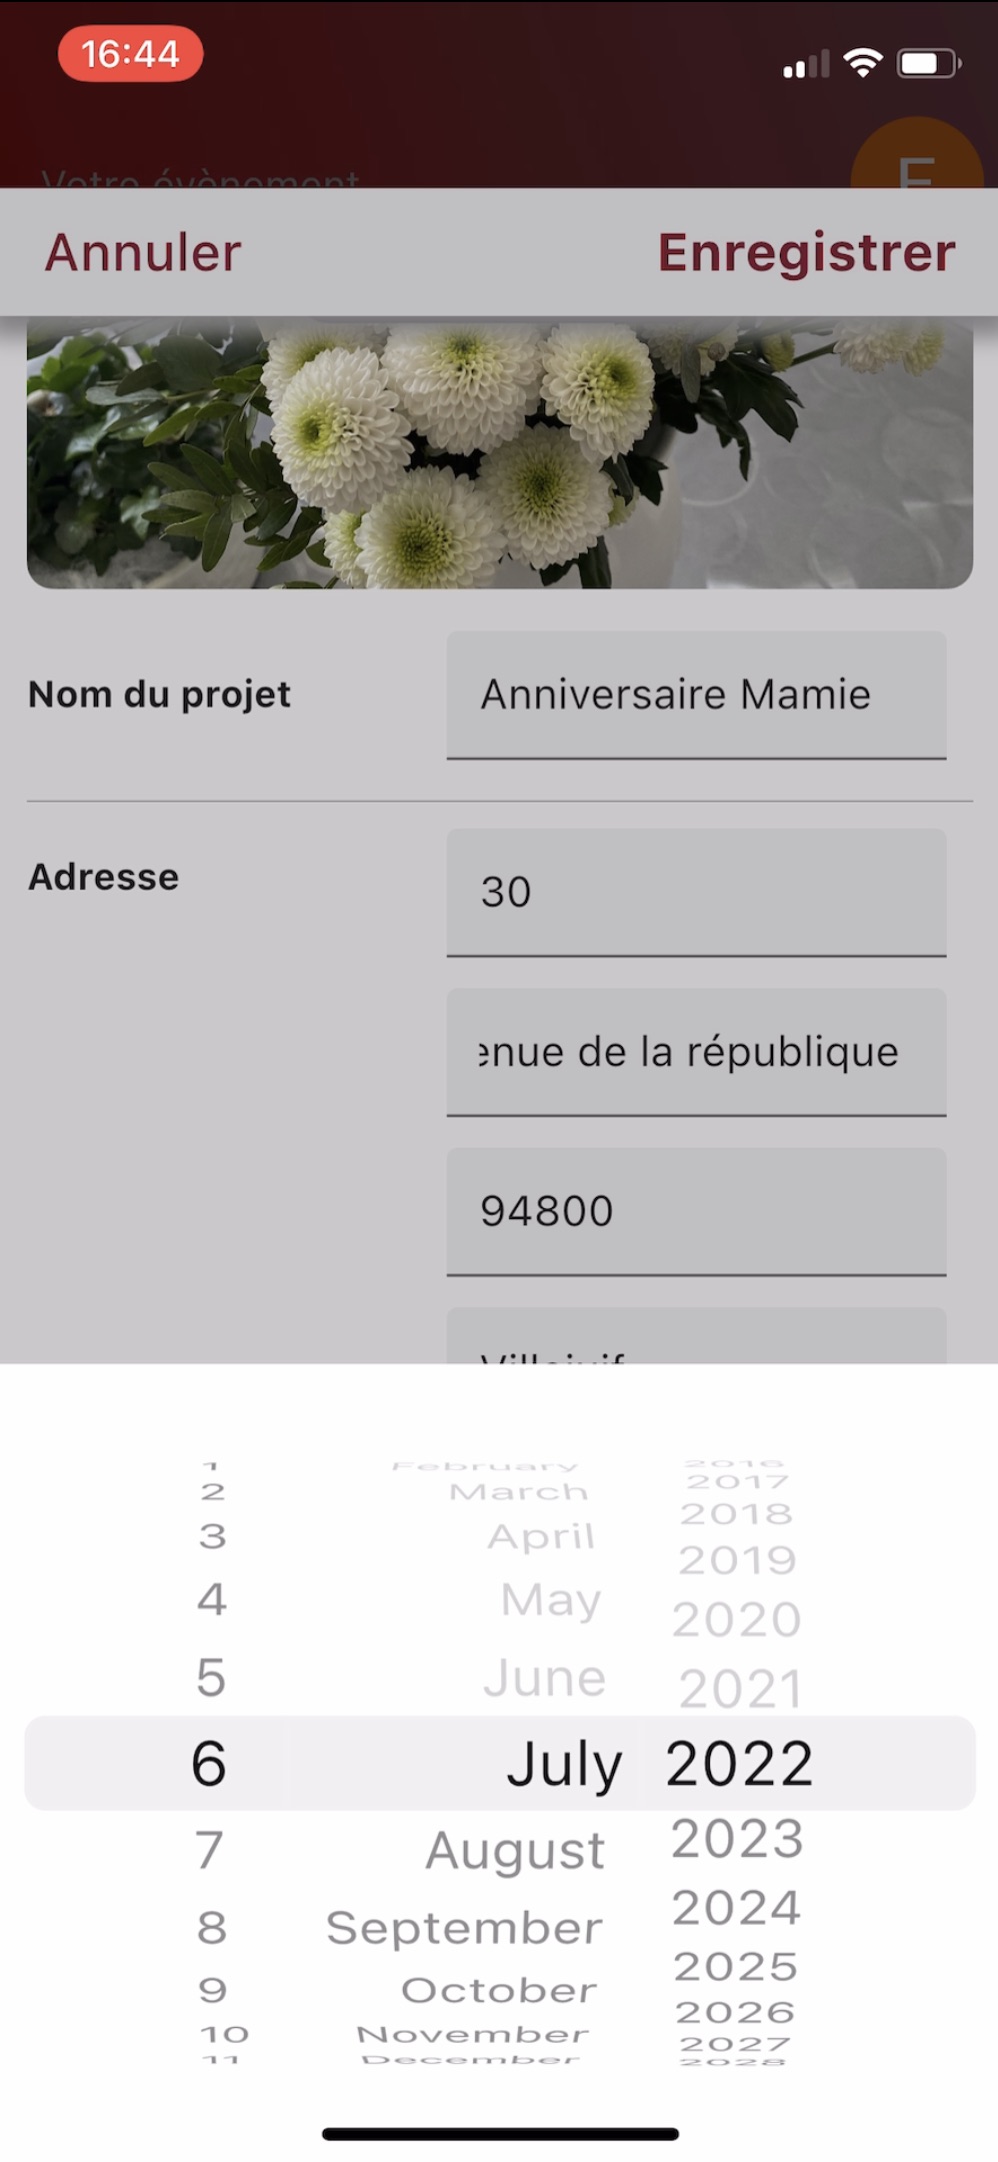 16:44
Votre évènement
E
Annuler
Enregistrer
Nom du projet
Anniversaire Mamie
Adresse
30
enue de la république
94800
Villejuif
1 February 2016
2 March 2017
3 April 2018
4 May 2019
5 June 2020
2021
6 July 2022
7 August 2023
8 September 2024
9 October 2025
10 November 2026
11 December 2027
2028